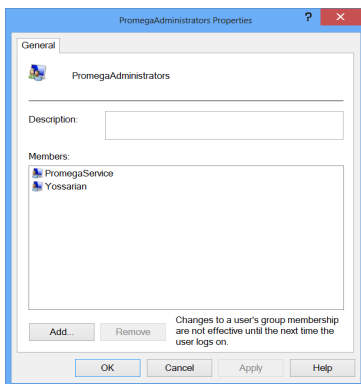 PromegaAdministrators Properties
?
×
General
PromegaAdministrators
Description:
Members:
PromegaService
Yossarian
Add...
Remove
Changes to a user's group membership
are not effective until the next time the
user logs on.
OK
Cancel
Apply
Help